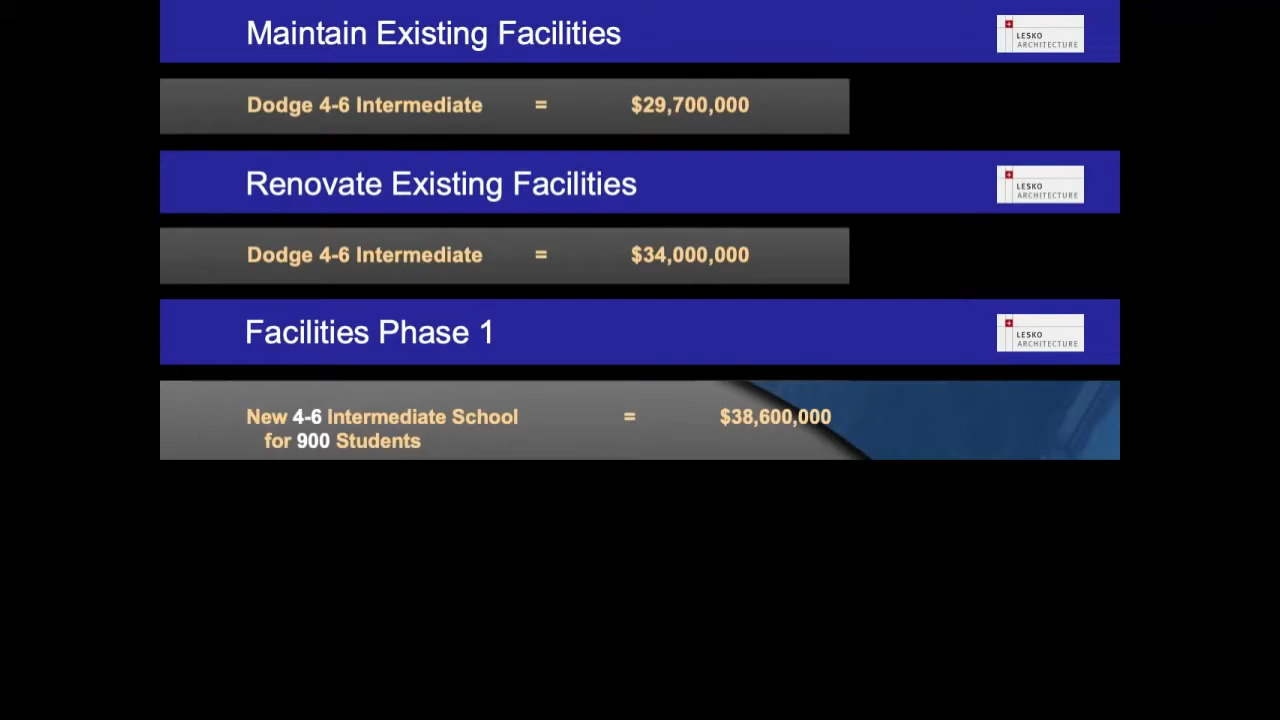 Maintain Existing Facilities
LESKO
ARCHITECTURE
Dodge 4-6 Intermediate = $29,700,000
Renovate Existing Facilities
LESKO
ARCHITECTURE
Dodge 4-6 Intermediate = $34,000,000
Facilities Phase 1
LESKO
ARCHITECTURE
New 4-6 Intermediate School = $38,600,000
for 900 Students